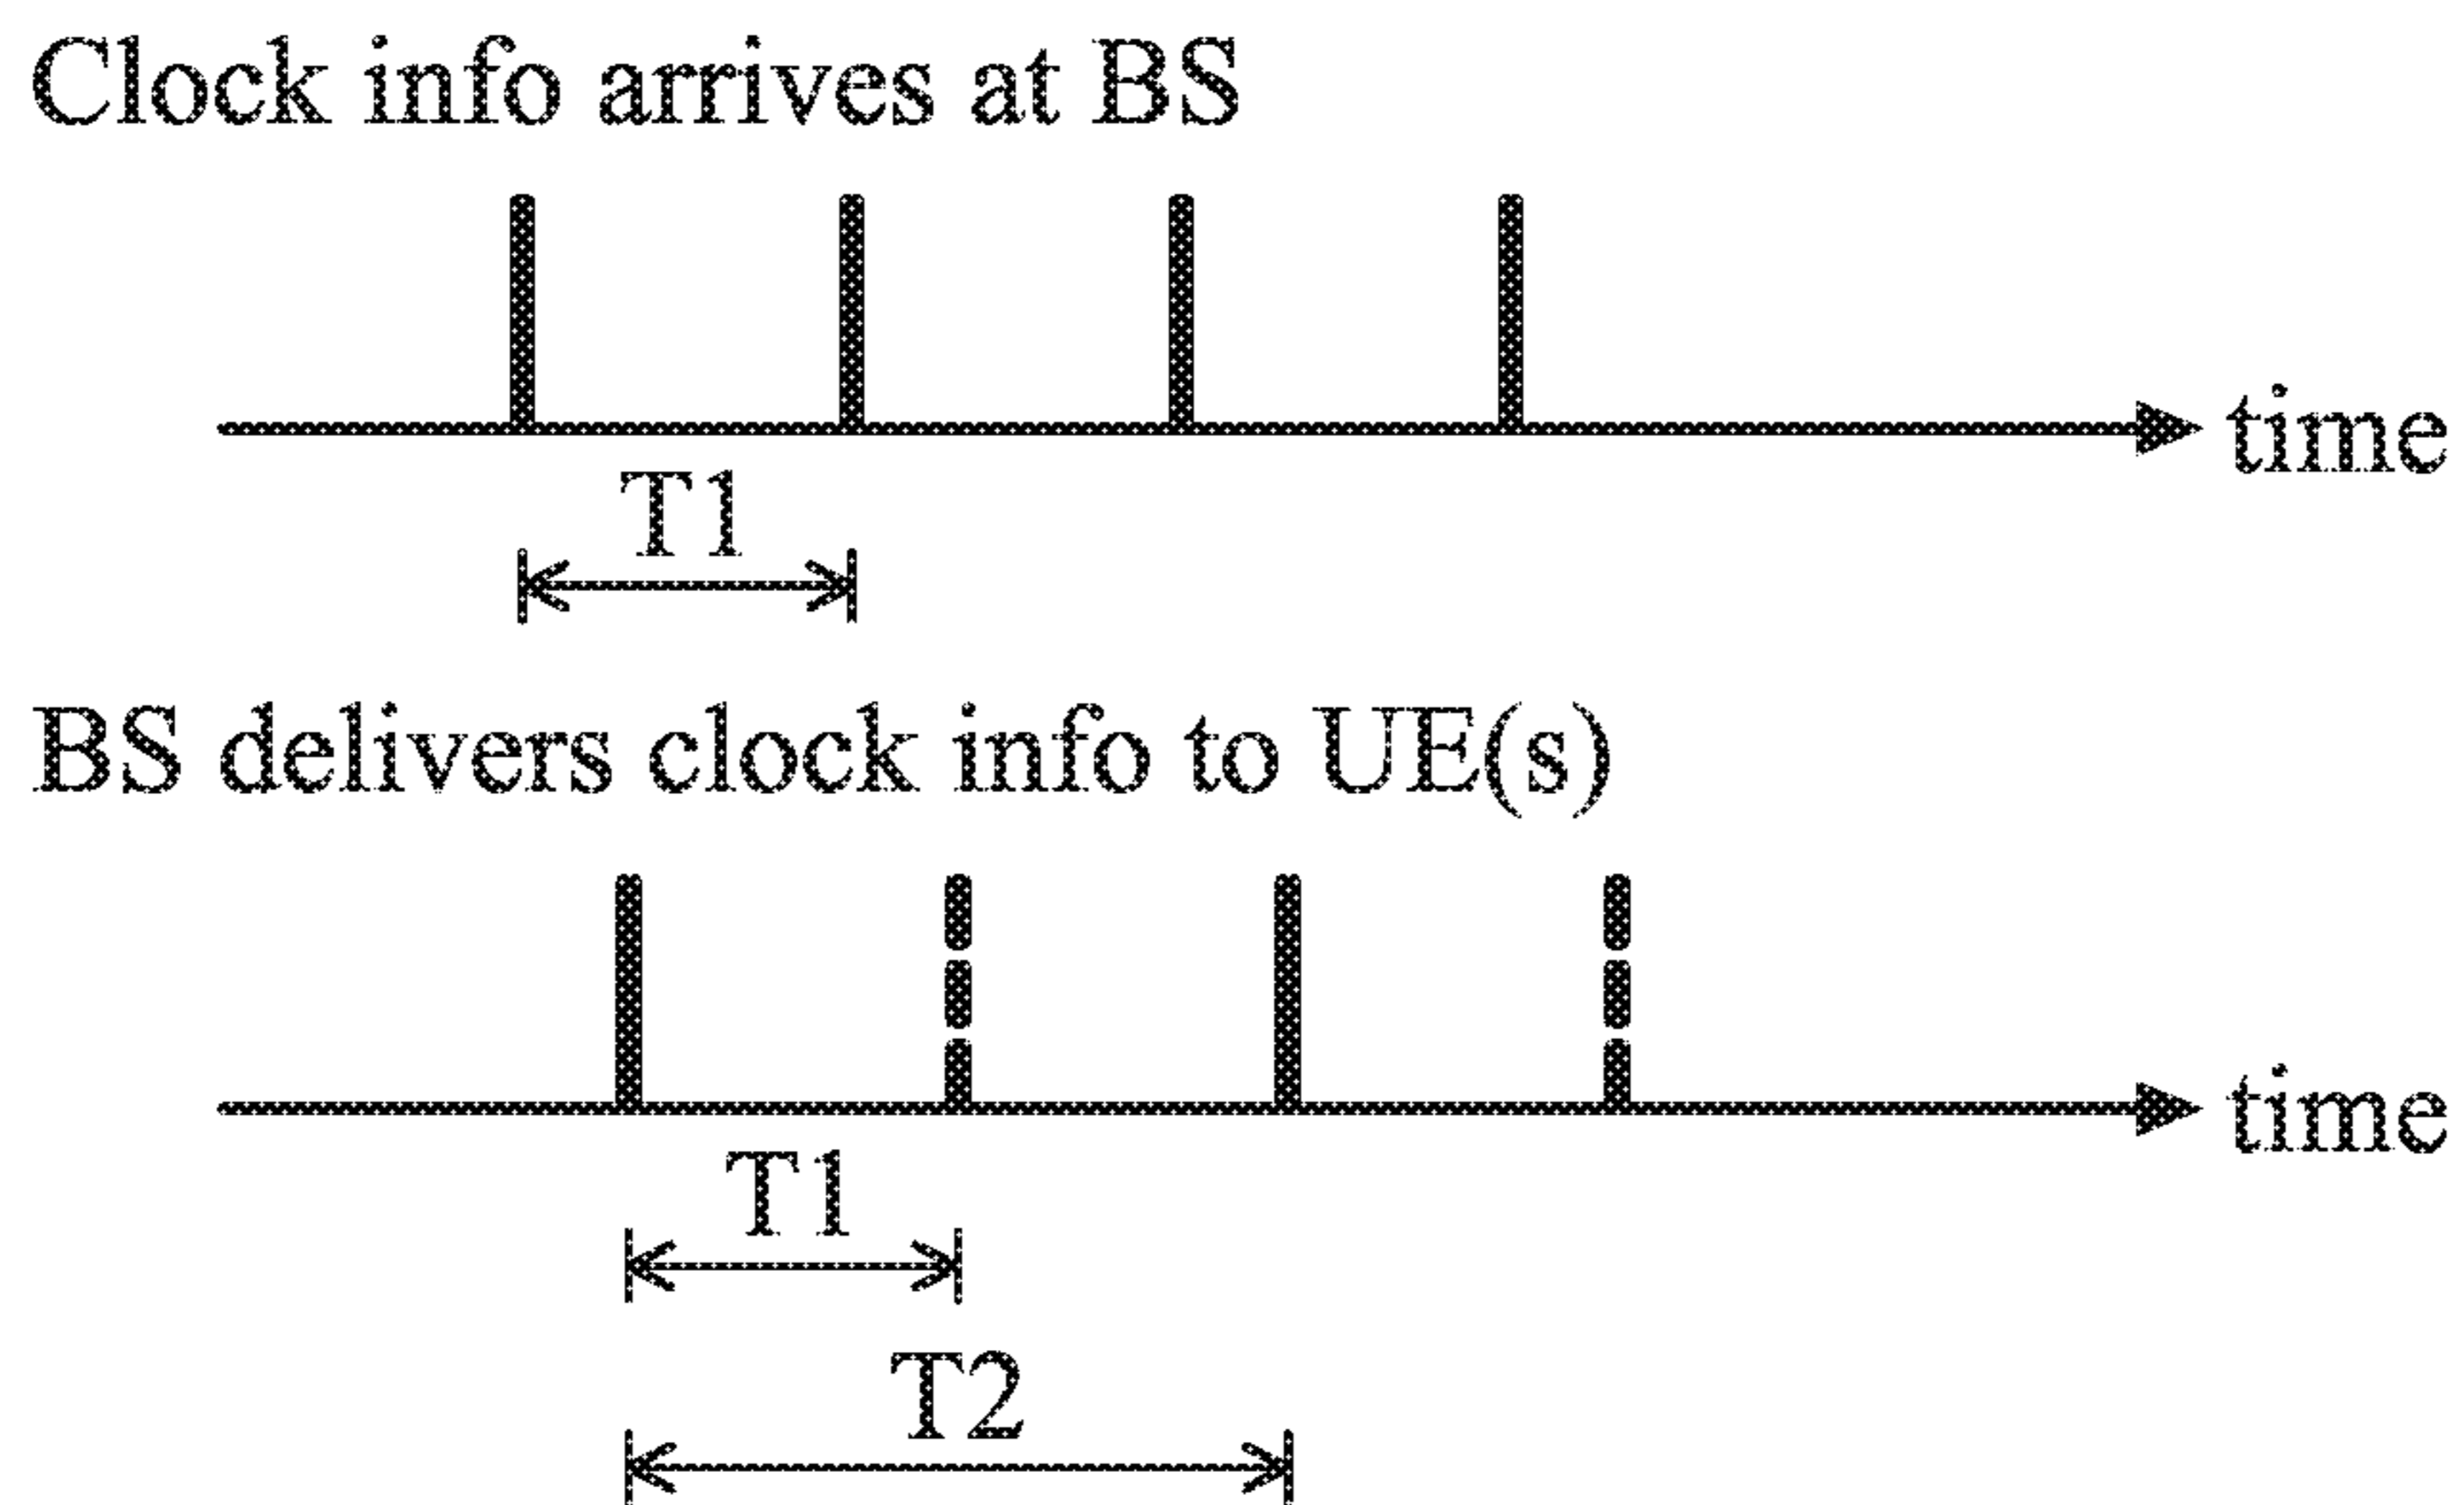 Clock info arrives at BS
time
T1
BS delivers clock info to UE(s)
time
T1
T2